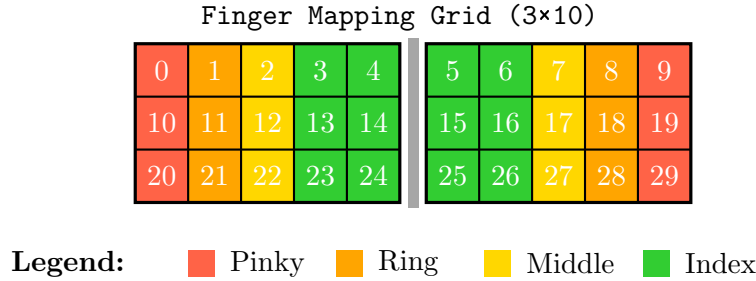 Finger Mapping Grid (3×10)
0 1 2 3 4 5 6 7 8 9
10 11 12 13 14 15 16 17 18 19
20 21 22 23 24 25 26 27 28 29
Legend: Pinky Ring Middle Index